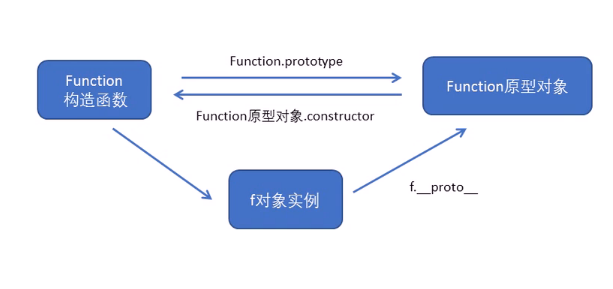 Function.prototype
Function
构造函数
Function原型对象
Function原型对象.constructor
f对象实例
f.__proto__